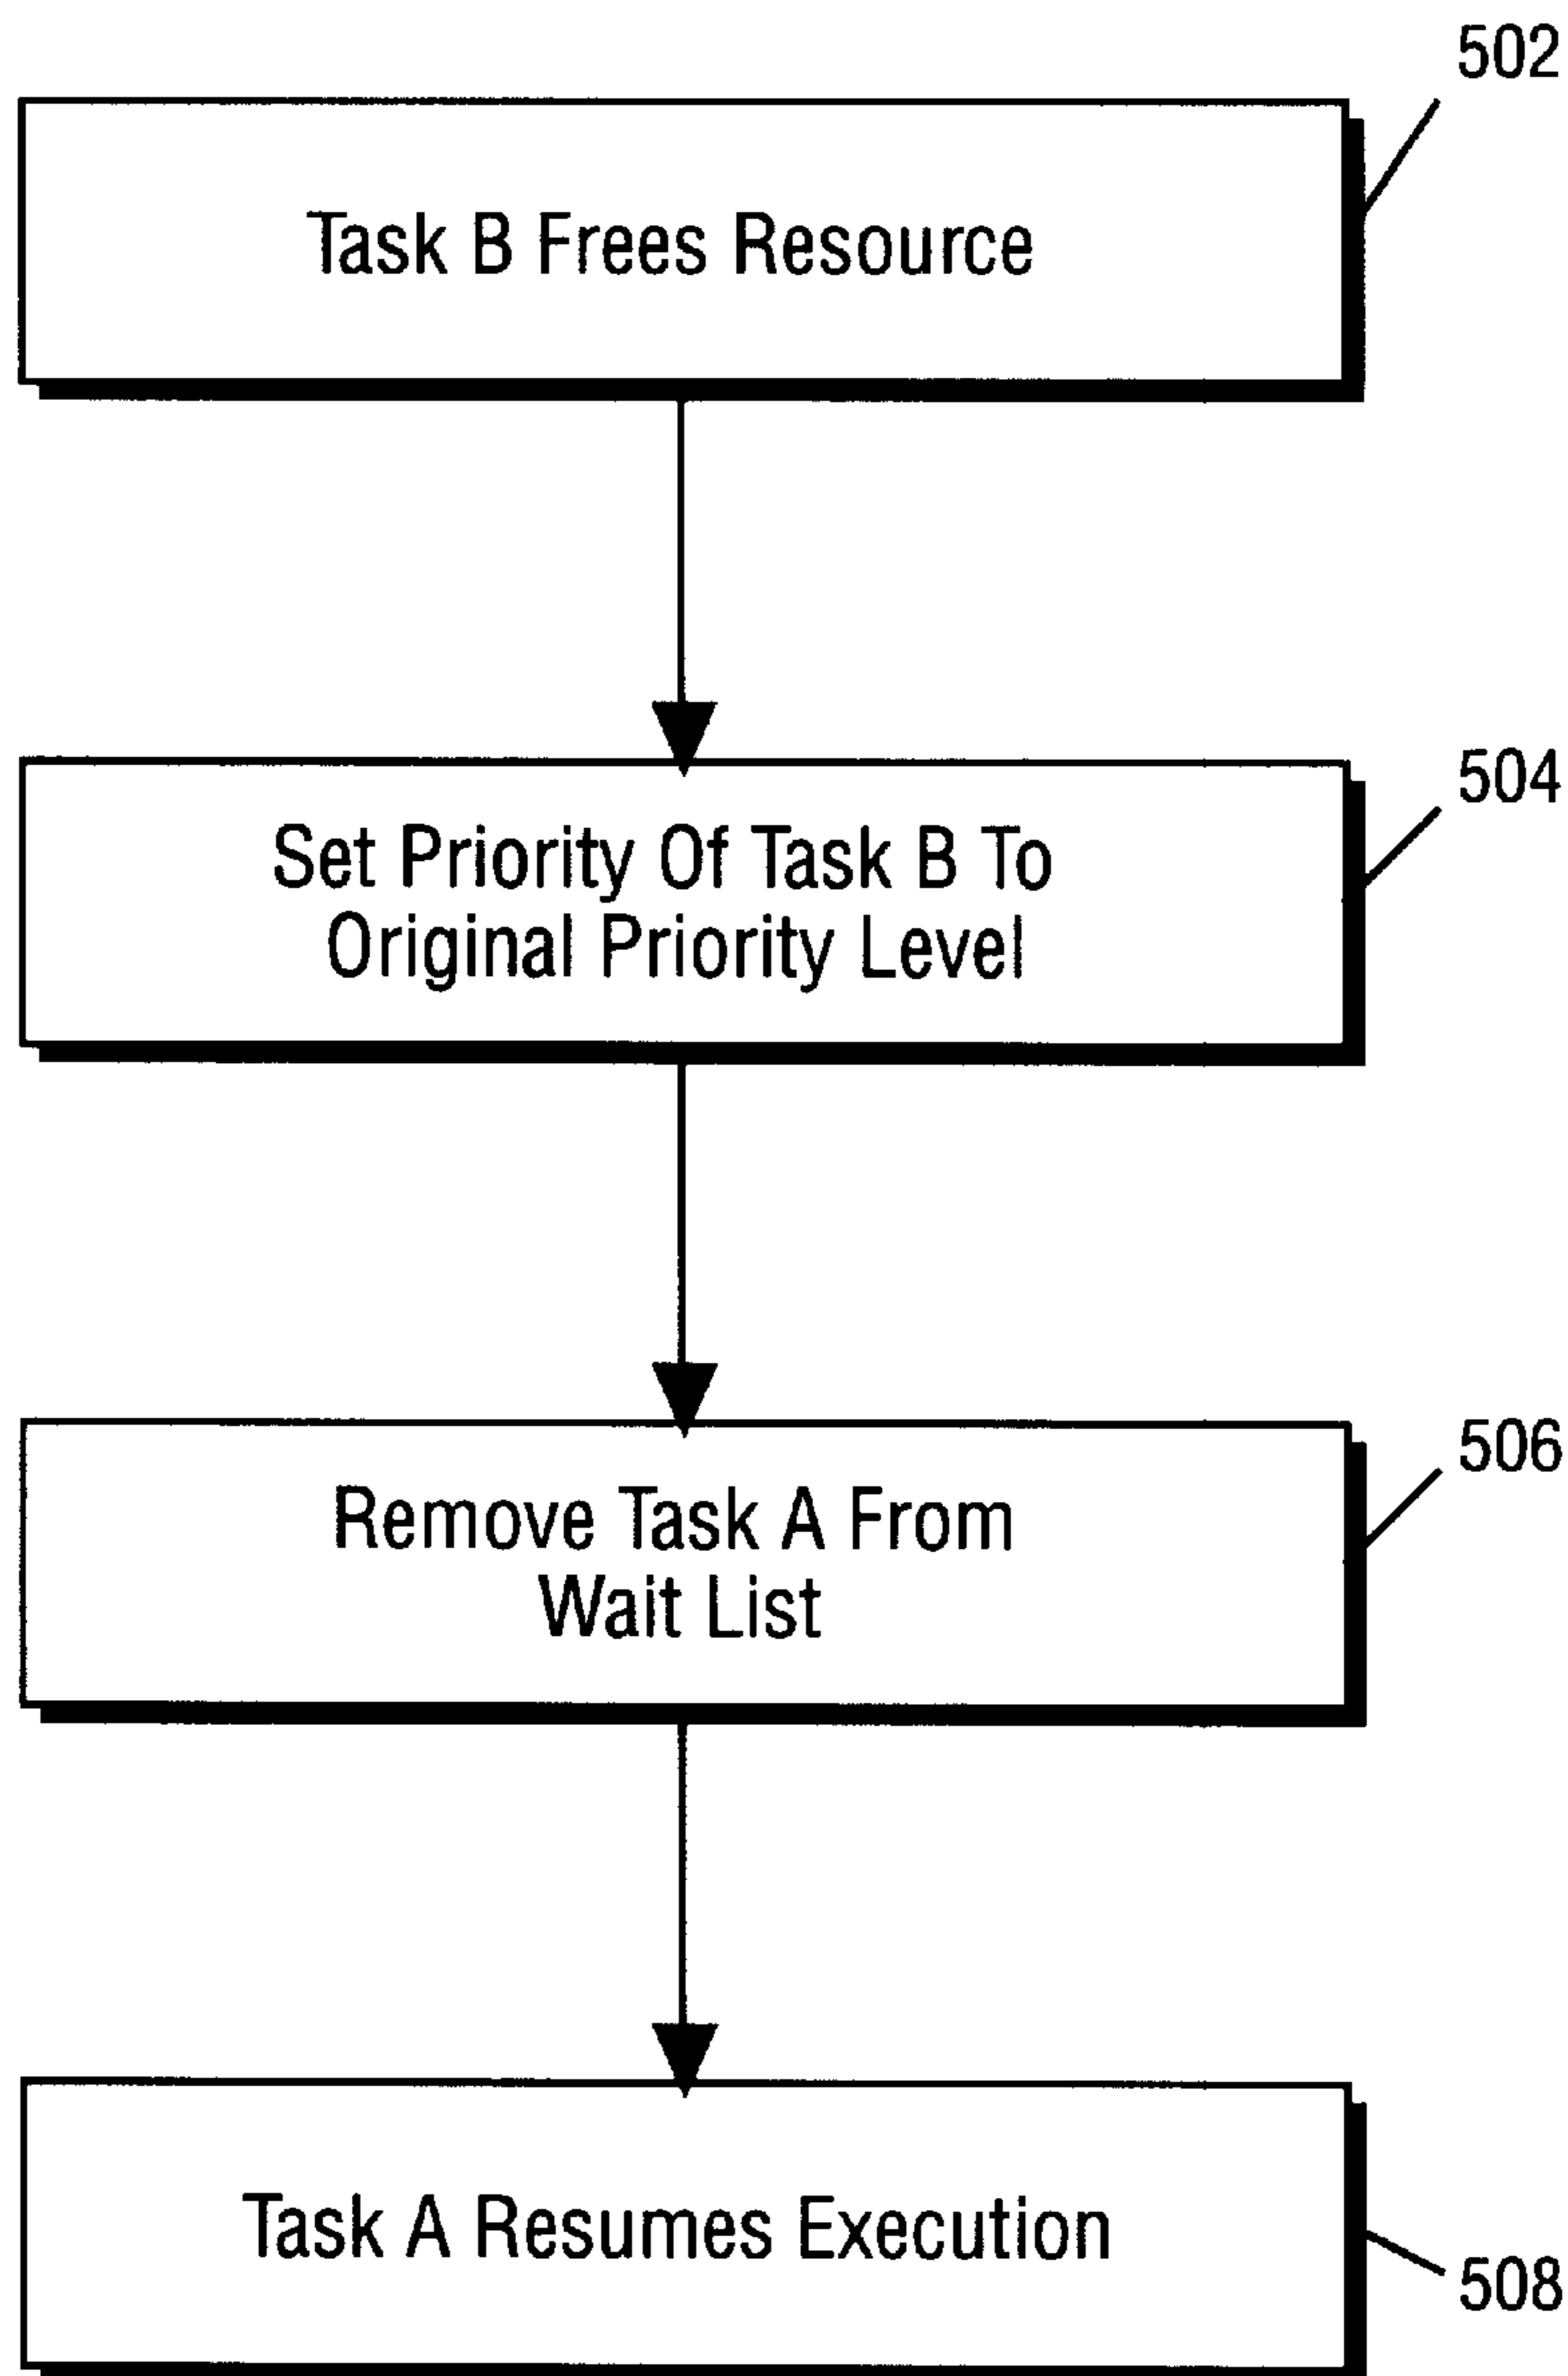 502
Task B Frees Resource
504
Set Priority Of Task B To
Original Priority Level
506
Remove Task A From
Wait List
Task A Resumes Execution
508